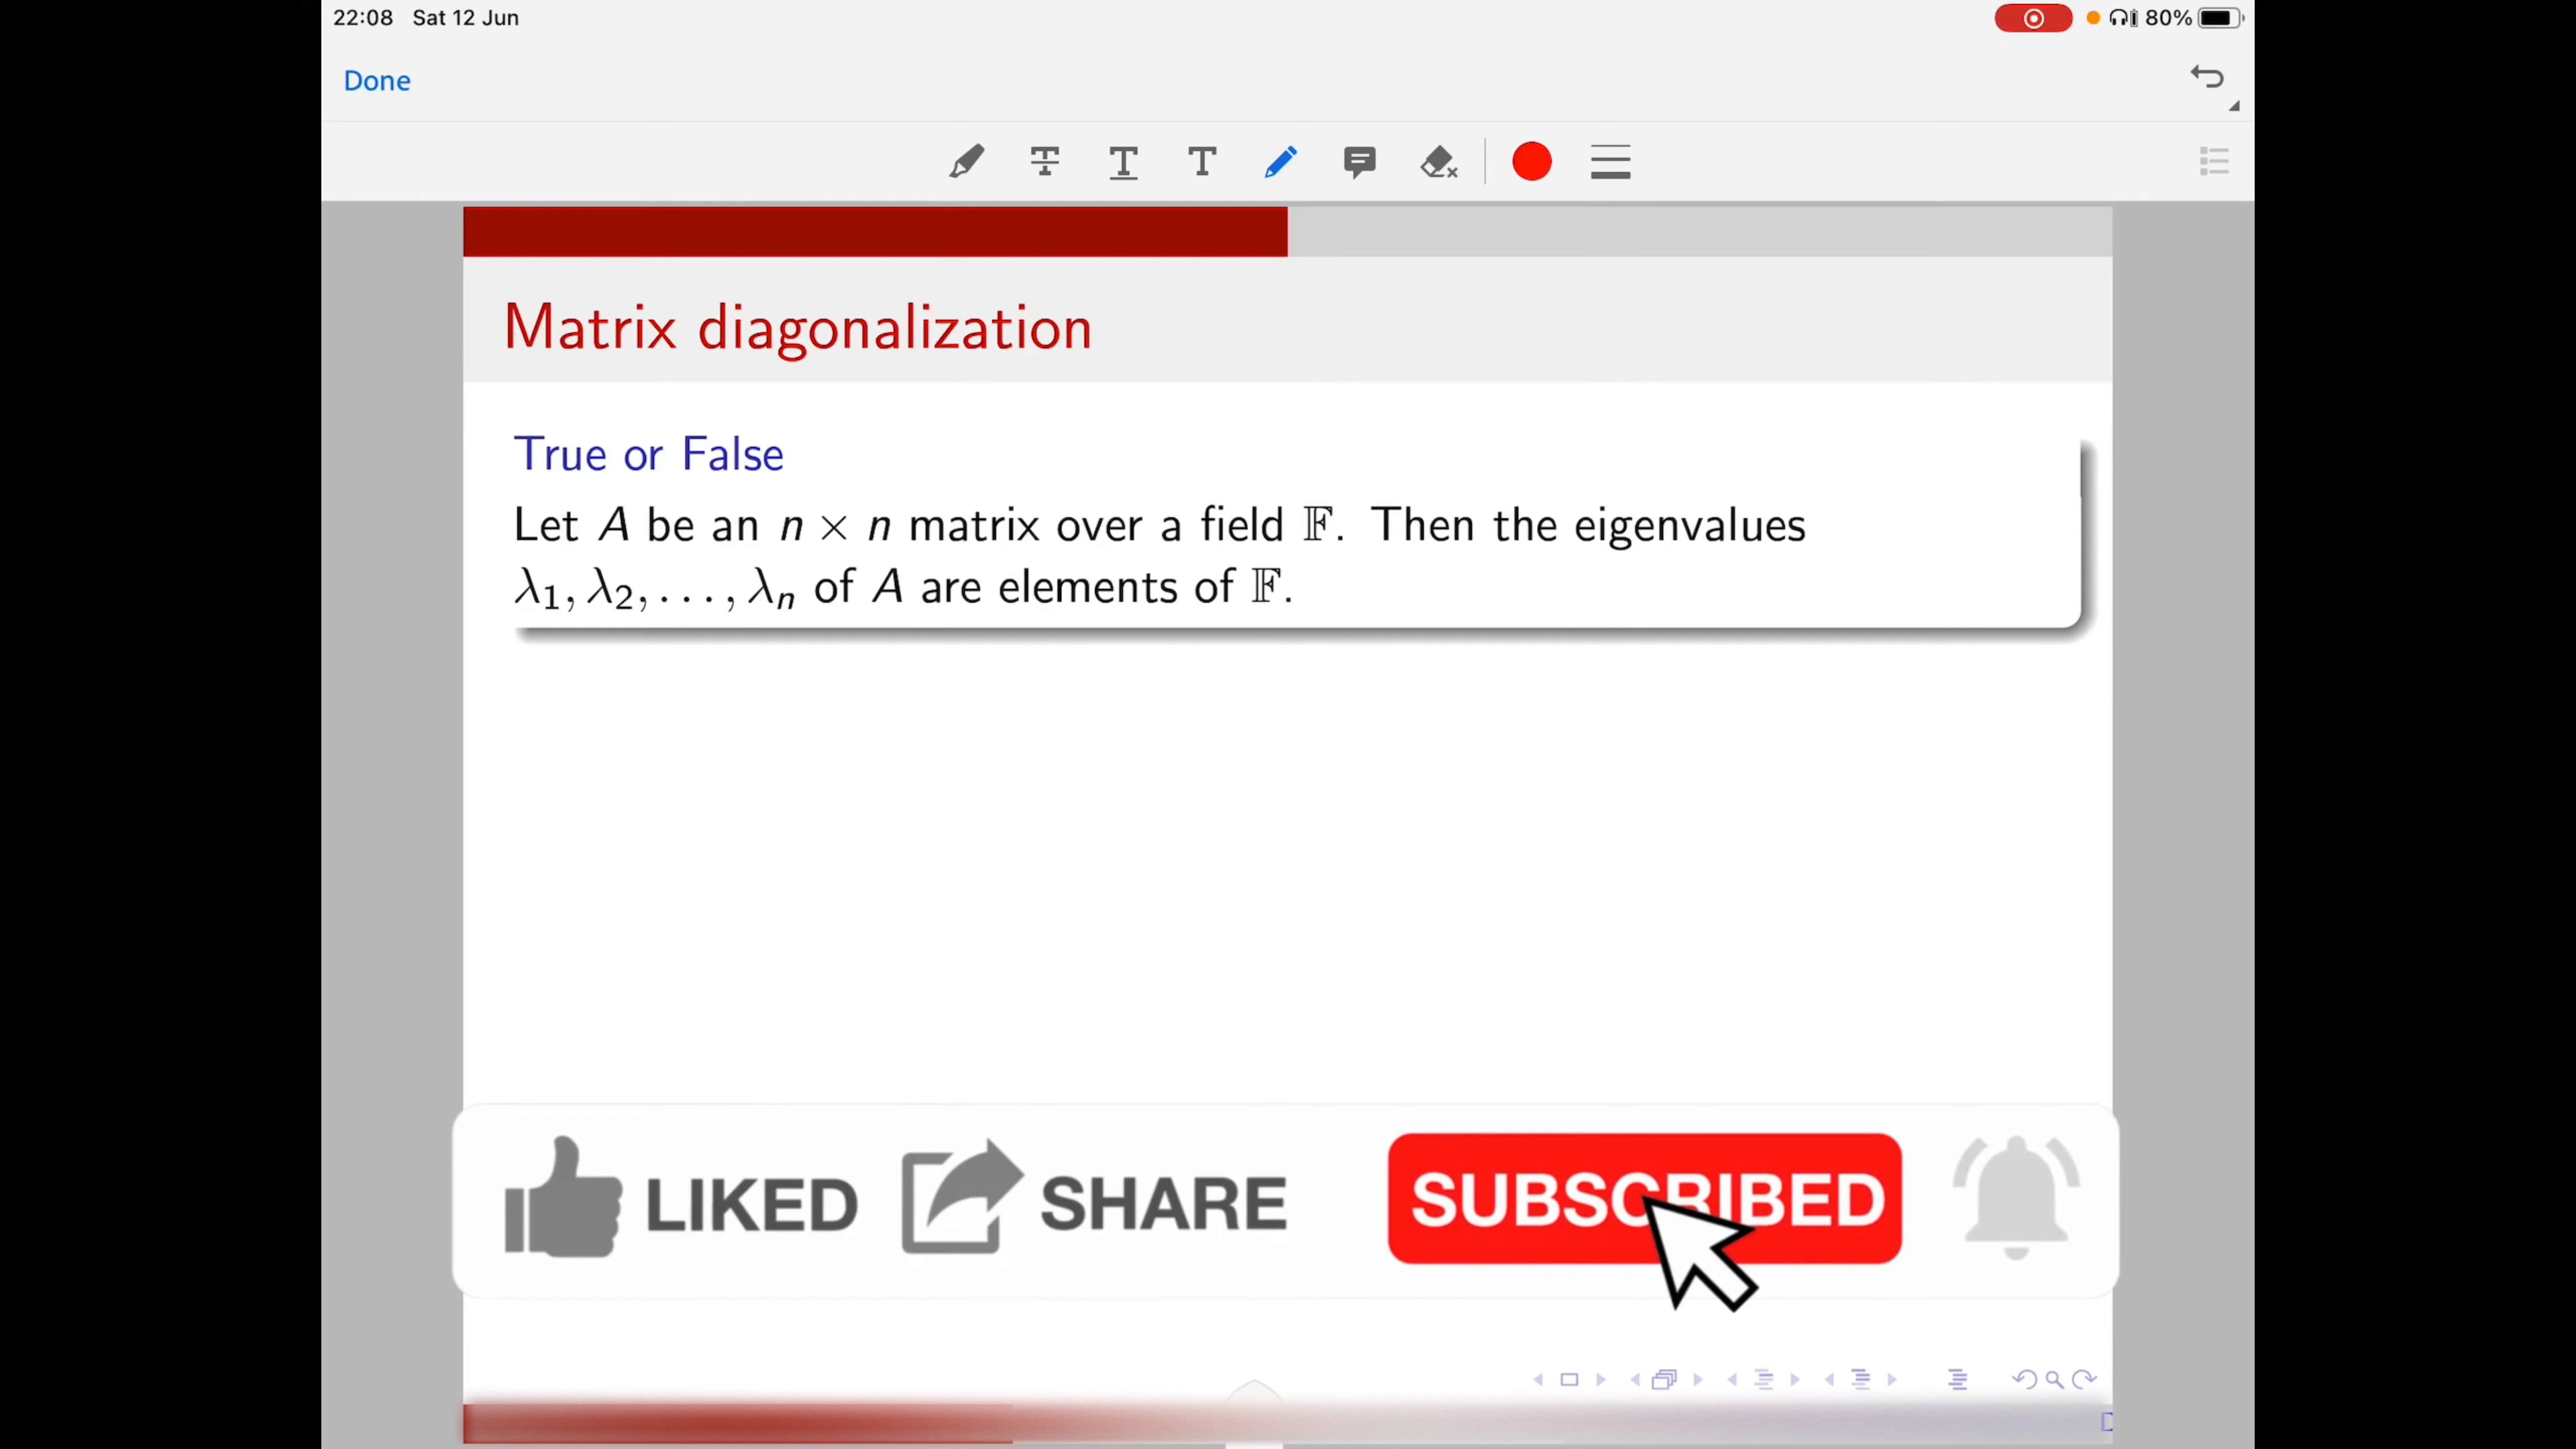 22:08 Sat 12 Jun
80%
Done
Matrix diagonalization
True or False
Let A be an n × n matrix over a field 𝔽. Then the eigenvalues
λ₁, λ₂, . . . , λₙ of A are elements of 𝔽.
LIKED SHARE SUBSCRIBED